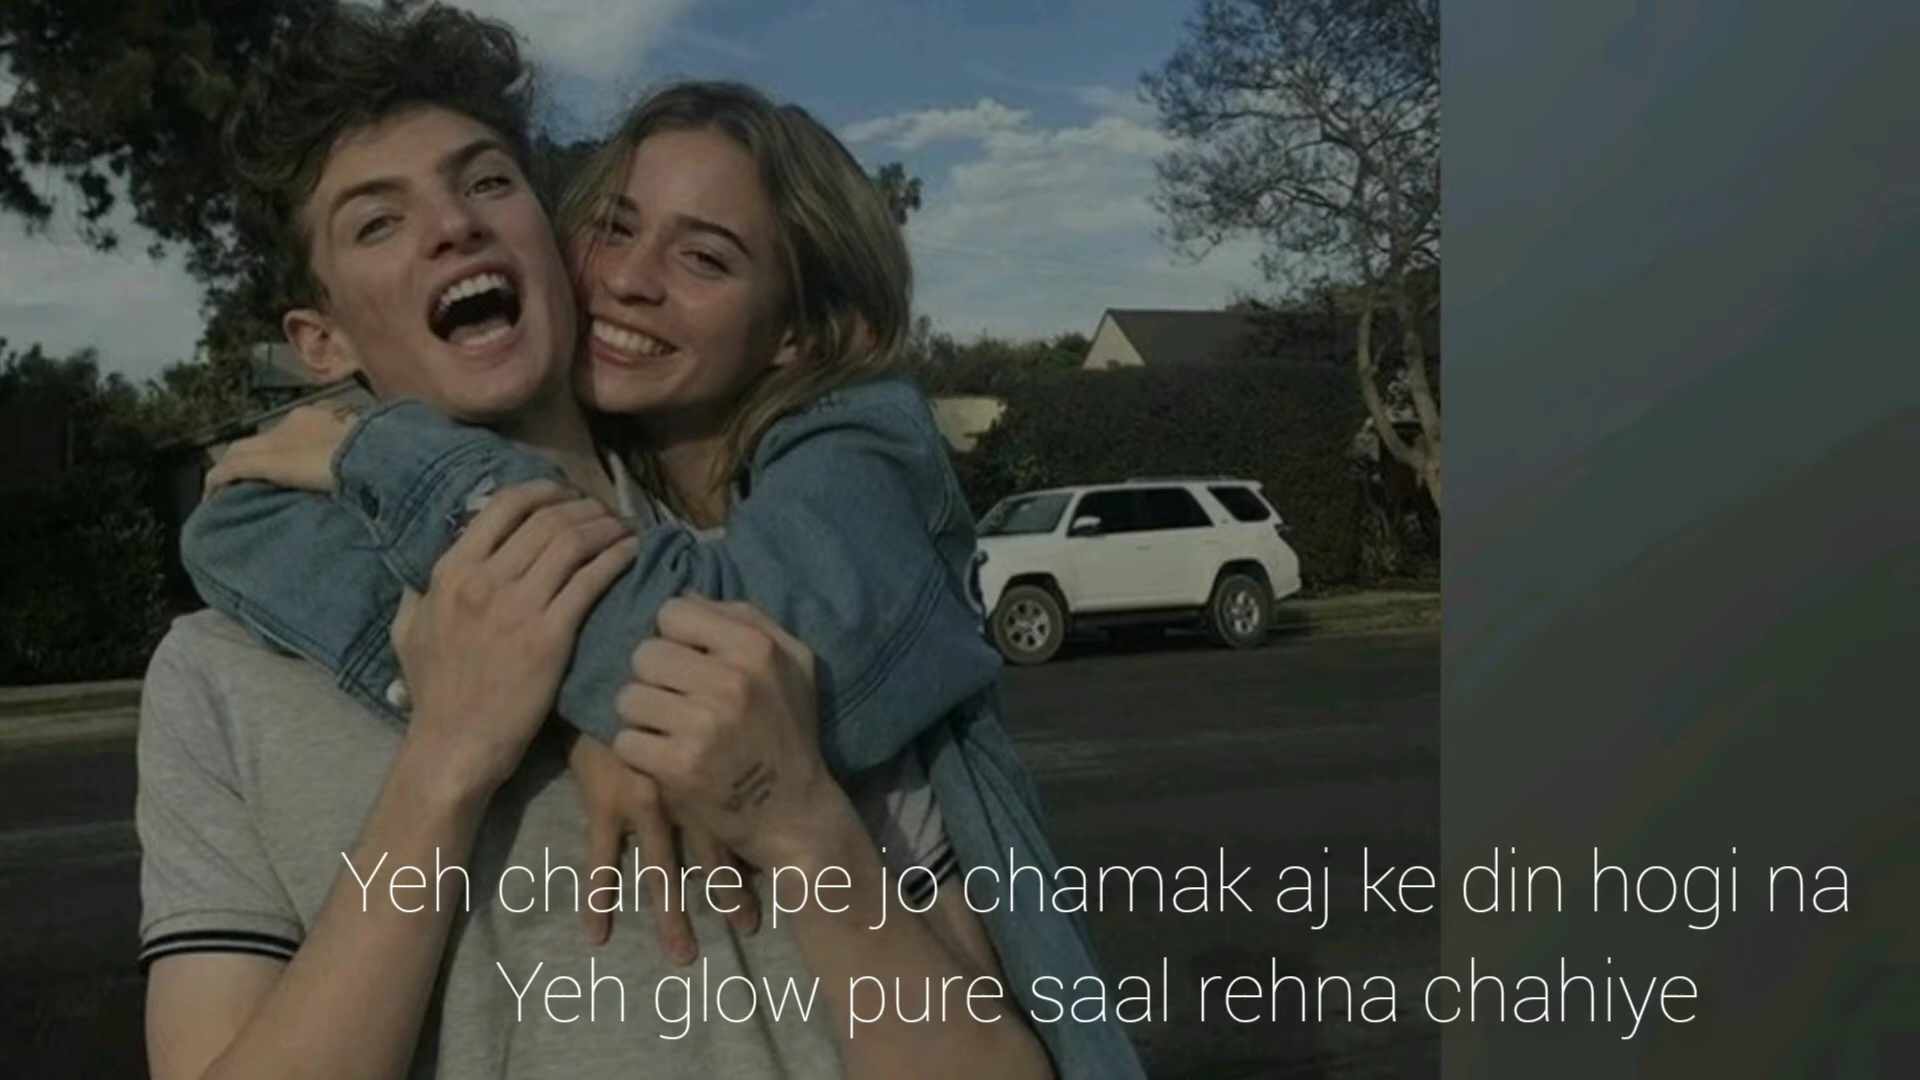 Yeh chahre pe jo chamak aj ke din hogi na
Yeh glow pure saal rehna chahiye